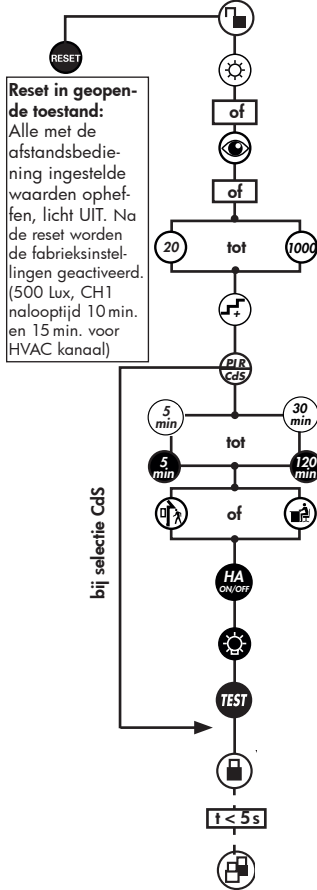 RESET
Reset in geopen-
de toestand:
Alle met de
afstandsbedie-
ning ingestelde
waarden ophef-
fen, licht UIT. Na
de reset worden
de fabrieksinstel-
lingen geactiveerd.
(500 Lux, CH1
nalooptijd 10 min.
en 15 min. voor
HVAC kanaal)
of
of
20 tot 1000
+
PIR
CdS
5
min
30
min
tot
5
min
120
min
of
bij selectie CdS
HA
ON/OFF
TEST
t < 5 s